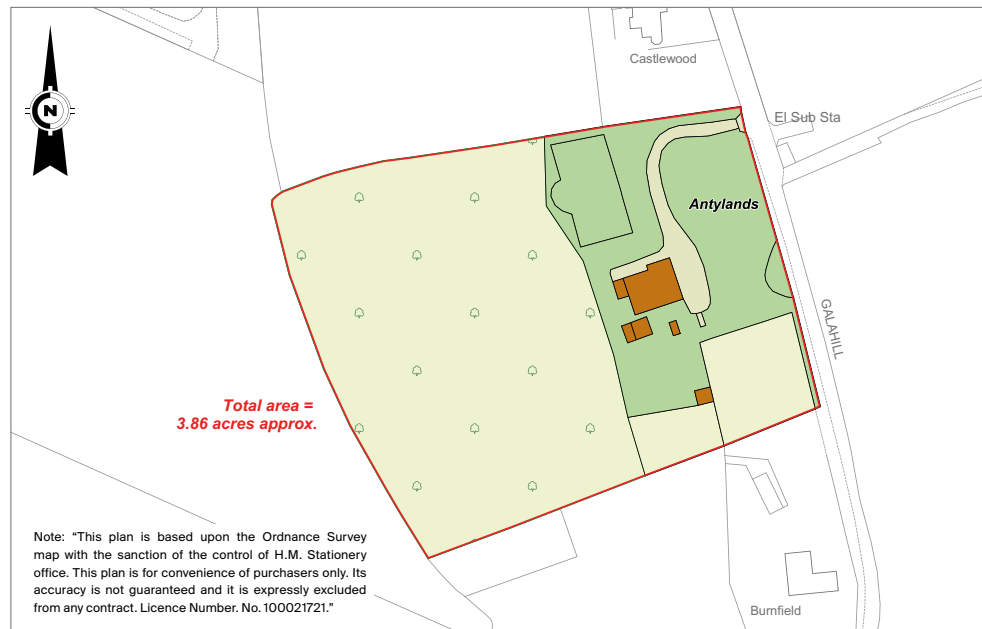 Castlewood
N
El Sub Sta
Antylands
GALAHILL
Total area =
3.86 acres approx.
Note: “This plan is based upon the Ordnance Survey
map with the sanction of the control of H.M. Stationery
office. This plan is for convenience of purchasers only. Its
accuracy is not guaranteed and it is expressly excluded
from any contract. Licence Number. No. 100021721.”
Burnfield